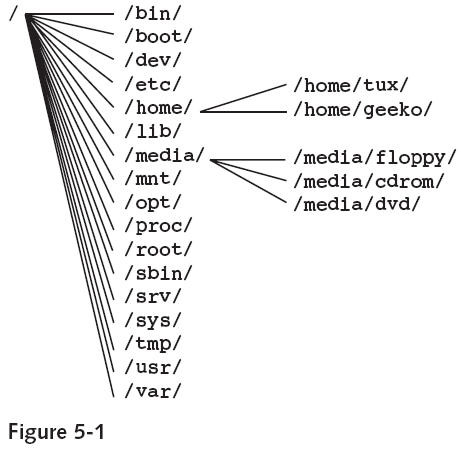 /
/bin/
/boot/
/dev/
/etc/
/home/
/home/tux/
/home/geeko/
/lib/
/media/
/media/floppy/
/media/cdrom/
/media/dvd/
/mnt/
/opt/
/proc/
/root/
/sbin/
/srv/
/sys/
/tmp/
/usr/
/var/
Figure 5-1